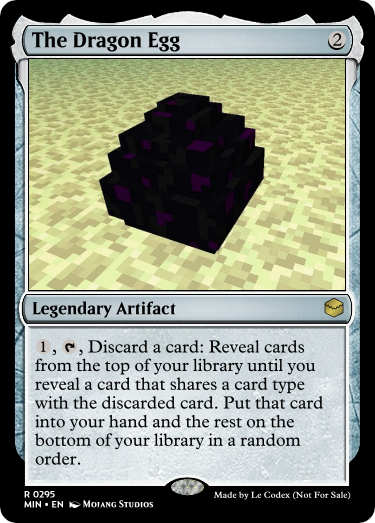 The Dragon Egg 2
Legendary Artifact
1, , Discard a card: Reveal cards
from the top of your library until you
reveal a card that shares a card type
with the discarded card. Put that card
into your hand and the rest on the
bottom of your library in a random
order.
R 0295
MIN • EN Mojang Studios
Made by Le Codex (Not For Sale)